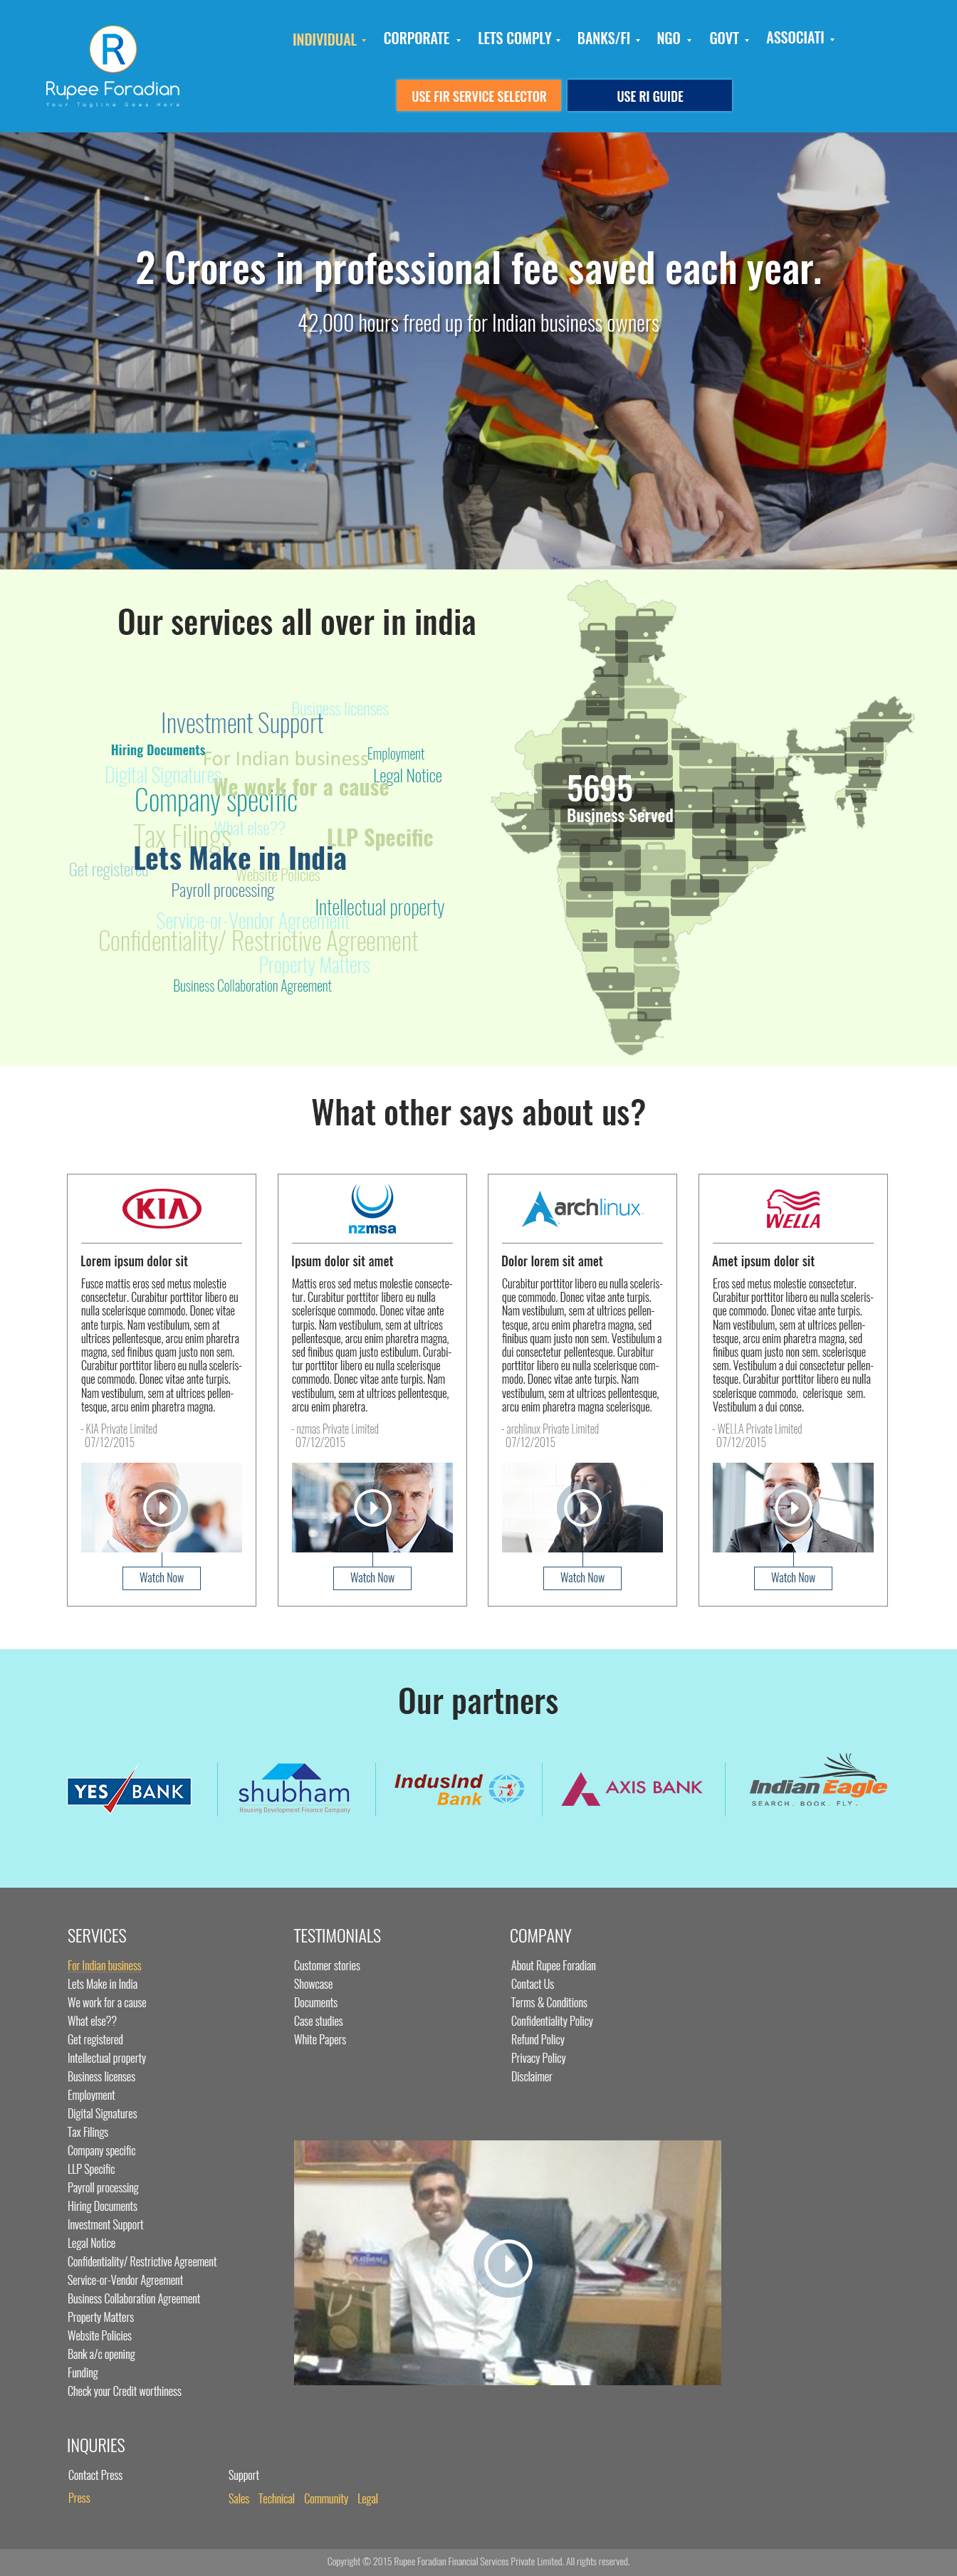 INDIVIDUAL CORPORATE LETS COMPLY BANKS/FI NGO GOVT ASSOCIATI
R
Rupee Foradian
Your Tagline Goes Here
USE FIR SERVICE SELECTOR USE RI GUIDE
2 Crores in professional fee saved each year.
42,000 hours freed up for Indian business owners
Our services all over in india
Business licenses
Investment Support
Hiring Documents
For Indian business
Employment
Digital Signatures
Legal Notice
We work for a cause
Company specific
What else??
Tax Filings
LLP Specific
Lets Make in India
Get registered
Website Policies
Payroll processing
Intellectual property
Service-or-Vendor Agreement
Confidentiality/ Restrictive Agreement
Property Matters
Business Collaboration Agreement
5695
Business Served
What other says about us?
KIA
Lorem ipsum dolor sit
Fusce mattis eros sed metus molestie
consectetur. Curabitur porttitor libero eu
nulla scelerisque commodo. Donec vitae
ante turpis. Nam vestibulum, sem at
ultrices pellentesque, arcu enim pharetra
magna, sed finibus quam justo non sem.
Curabitur porttitor libero eu nulla sceleris-
que commodo. Donec vitae ante turpis.
Nam vestibulum, sem at ultrices pellen-
tesque, arcu enim pharetra magna.
- KIA Private Limited
07/12/2015
Watch Now
nzmsa
Ipsum dolor sit amet
Mattis eros sed metus molestie consecte-
tur. Curabitur porttitor libero eu nulla
scelerisque commodo. Donec vitae ante
turpis. Nam vestibulum, sem at ultrices
pellentesque, arcu enim pharetra magna,
sed finibus quam justo estibulum. Curabi-
tur porttitor libero eu nulla scelerisque
commodo. Donec vitae ante turpis. Nam
vestibulum, sem at ultrices pellentesque,
arcu enim pharetra.
- nzmas Private Limited
07/12/2015
Watch Now
archlinux
Dolor lorem sit amet
Curabitur porttitor libero eu nulla sceleris-
que commodo. Donec vitae ante turpis.
Nam vestibulum, sem at ultrices pellen-
tesque, arcu enim pharetra magna, sed
finibus quam justo non sem. Vestibulum a
dui consectetur pellentesque. Curabitur
porttitor libero eu nulla scelerisque com-
modo. Donec vitae ante turpis. Nam
vestibulum, sem at ultrices pellentesque,
arcu enim pharetra magna scelerisque.
- archlinux Private Limited
07/12/2015
Watch Now
WELLA
Amet ipsum dolor sit
Eros sed metus molestie consectetur.
Curabitur porttitor libero eu nulla sceleris-
que commodo. Donec vitae ante turpis.
Nam vestibulum, sem at ultrices pellen-
tesque, arcu enim pharetra magna, sed
finibus quam justo non sem. scelerisque
sem. Vestibulum a dui consectetur pellen-
tesque. Curabitur porttitor libero eu nulla
scelerisque commodo. celerisque sem.
Vestibulum a dui conse.
- WELLA Private Limited
07/12/2015
Watch Now
Our partners
YES BANK
shubham
Housing Development Finance Company
IndusInd
Bank
AXIS BANK
Indian Eagle
SEARCH. BOOK. FLY.
SERVICES
For Indian business
Lets Make in India
We work for a cause
What else??
Get registered
Intellectual property
Business licenses
Employment
Digital Signatures
Tax Filings
Company specific
LLP Specific
Payroll processing
Hiring Documents
Investment Support
Legal Notice
Confidentiality/ Restrictive Agreement
Service-or-Vendor Agreement
Business Collaboration Agreement
Property Matters
Website Policies
Bank a/c opening
Funding
Check your Credit worthiness
TESTIMONIALS
Customer stories
Showcase
Documents
Case studies
White Papers
COMPANY
About Rupee Foradian
Contact Us
Terms & Conditions
Confidentiality Policy
Refund Policy
Privacy Policy
Disclaimer
INQURIES
Contact Press
Press
Support
Sales Technical Community Legal
Copyright © 2015 Rupee Foradian Financial Services Private Limited. All rights reserved.